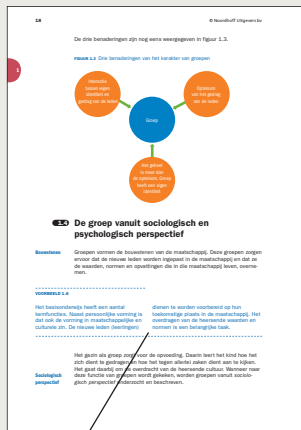 18
© Noordhoff Uitgevers bv
De drie benaderingen zijn nog eens weergegeven in figuur 1.3.
FIGUUR 1.3 Drie benaderingen van het karakter van groepen
1
Interactie
tussen eigen
identiteit en
gedrag van de leden
Optelsom
van het gedrag
van de leden
Groep
Het geheel
is meer dan
de optelsom. Groep
heeft een eigen
identiteit
1.4 De groep vanuit sociologisch en
psychologisch perspectief
Bouwstenen
Groepen vormen de bouwstenen van de maatschappij. Deze groepen zorgen
ervoor dat de nieuwe leden worden ingepast in de maatschappij en dat ze
de waarden, normen en opvattingen die in die maatschappij leven, overne-
men.
VOORBEELD 1.6
Het basisonderwijs heeft een aantal
kernfuncties. Naast persoonlijke vorming is
dat ook de vorming in maatschappelijke en
culturele zin. De nieuwe leden (leerlingen)
dienen te worden voorbereid op hun
toekomstige plaats in de maatschappij. Het
overdragen van de heersende waarden en
normen is een belangrijke taak.
Het gezin als groep zorgt voor de opvoeding. Daarin leert het kind hoe het
zich dient te gedragen en hoe het tegen allerlei zaken dient aan te kijken.
Het gaat daarbij om de overdracht van de heersende cultuur. Wanneer naar
Sociologisch
perspectief
deze functie van groepen wordt gekeken, worden groepen vanuit sociolo-
gisch perspectief onderzocht en beschreven.